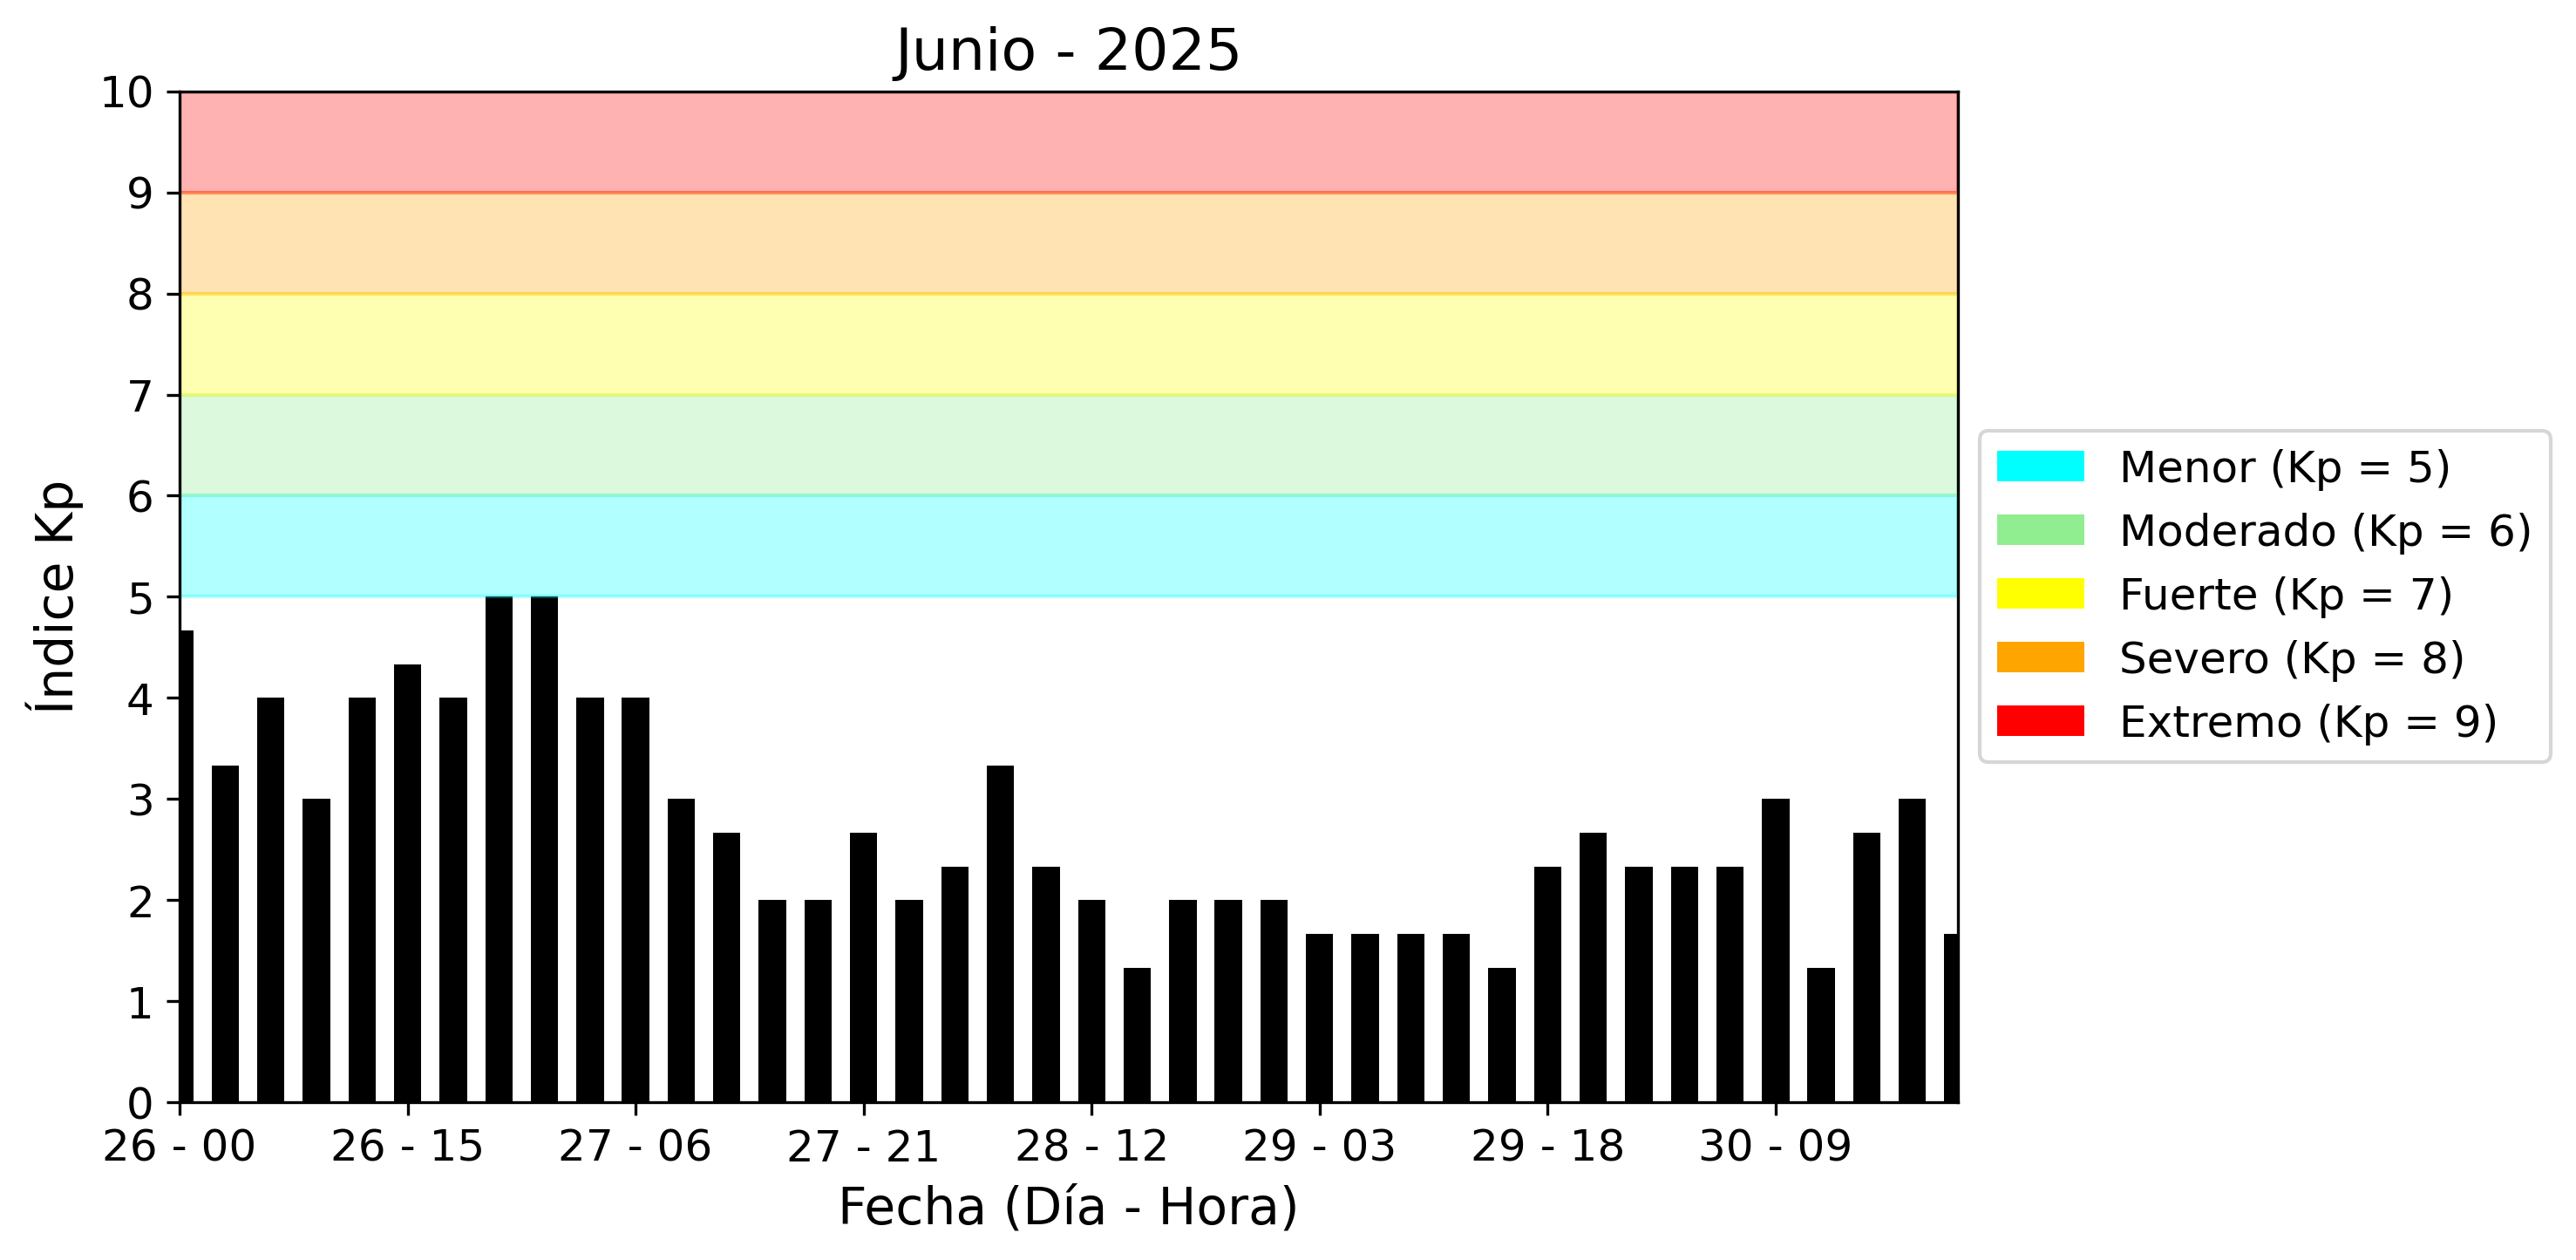 Junio - 2025
10
9
8
7
6
5
4
3
2
1
0
Índice Kp
26 - 00 26 - 15 27 - 06 27 - 21 28 - 12 29 - 03 29 - 18 30 - 09
Fecha (Día - Hora)
Menor (Kp = 5)
Moderado (Kp = 6)
Fuerte (Kp = 7)
Severo (Kp = 8)
Extremo (Kp = 9)